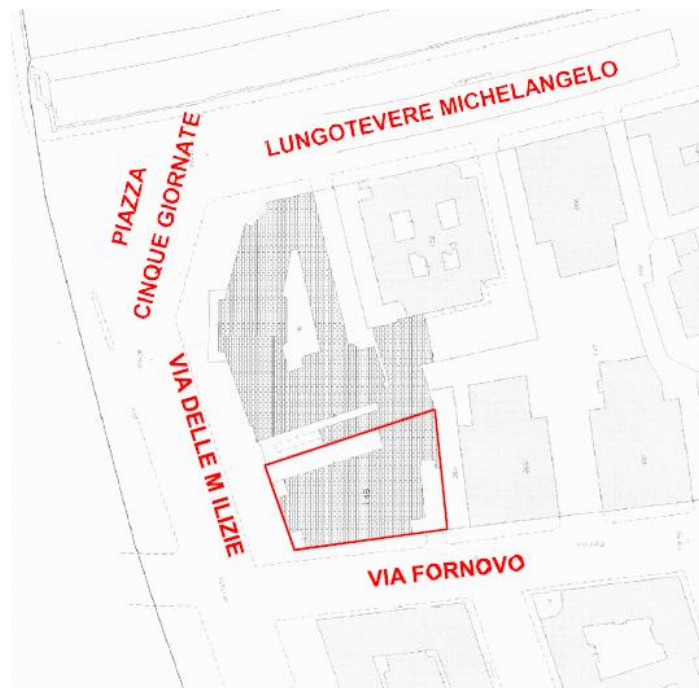 LUNGOTEVERE MICHELANGELO
PIAZZA
CINQUE GIORNATE
VIA DELLE M ILIZIE
VIA FORNOVO